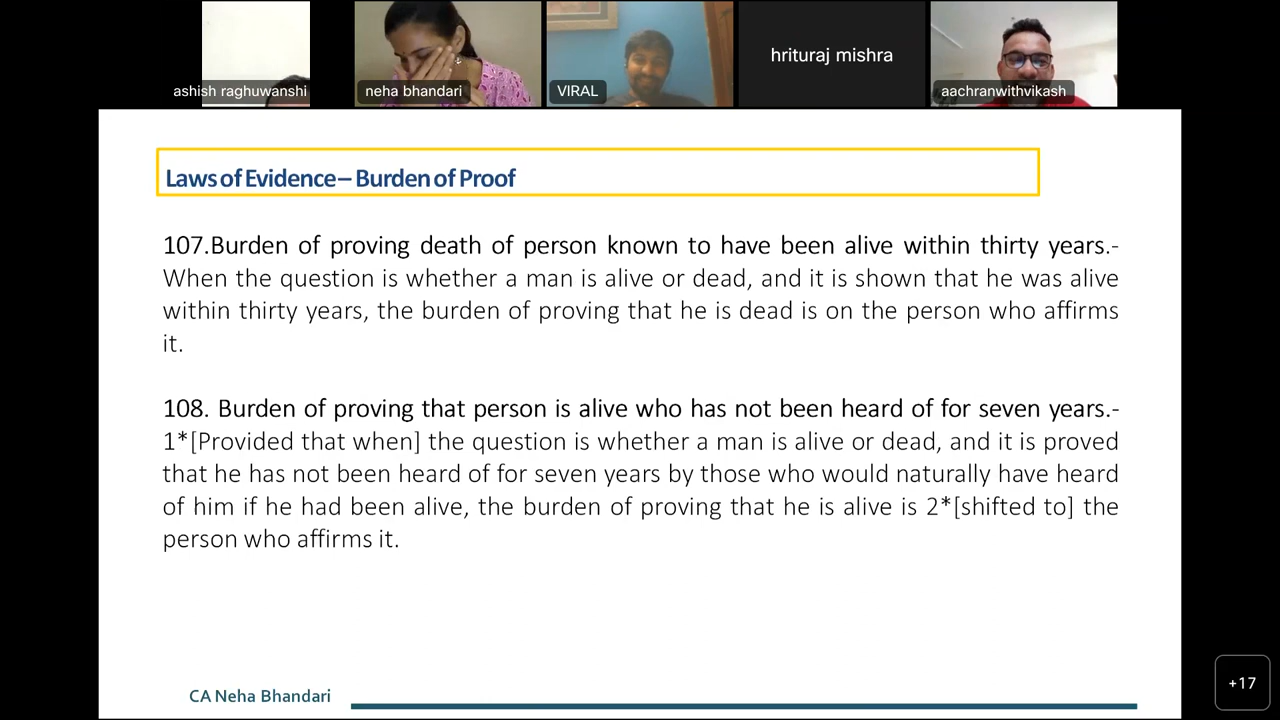 ashish raghuwanshi
neha bhandari
VIRAL
hrituraj mishra
aachranwithvikash
Laws of Evidence – Burden of Proof
107.Burden of proving death of person known to have been alive within thirty years.-
When the question is whether a man is alive or dead, and it is shown that he was alive
within thirty years, the burden of proving that he is dead is on the person who affirms
it.
108. Burden of proving that person is alive who has not been heard of for seven years.-
1*[Provided that when] the question is whether a man is alive or dead, and it is proved
that he has not been heard of for seven years by those who would naturally have heard
of him if he had been alive, the burden of proving that he is alive is 2*[shifted to] the
person who affirms it.
CA Neha Bhandari
+17